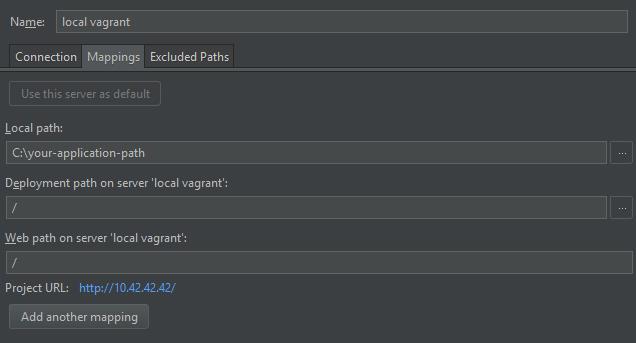 Name: local vagrant
Connection Mappings Excluded Paths
Use this server as default
Local path:
C:\your-application-path
...
Deployment path on server 'local vagrant':
/
...
Web path on server 'local vagrant':
/
Project URL: http://10.42.42.42/
Add another mapping